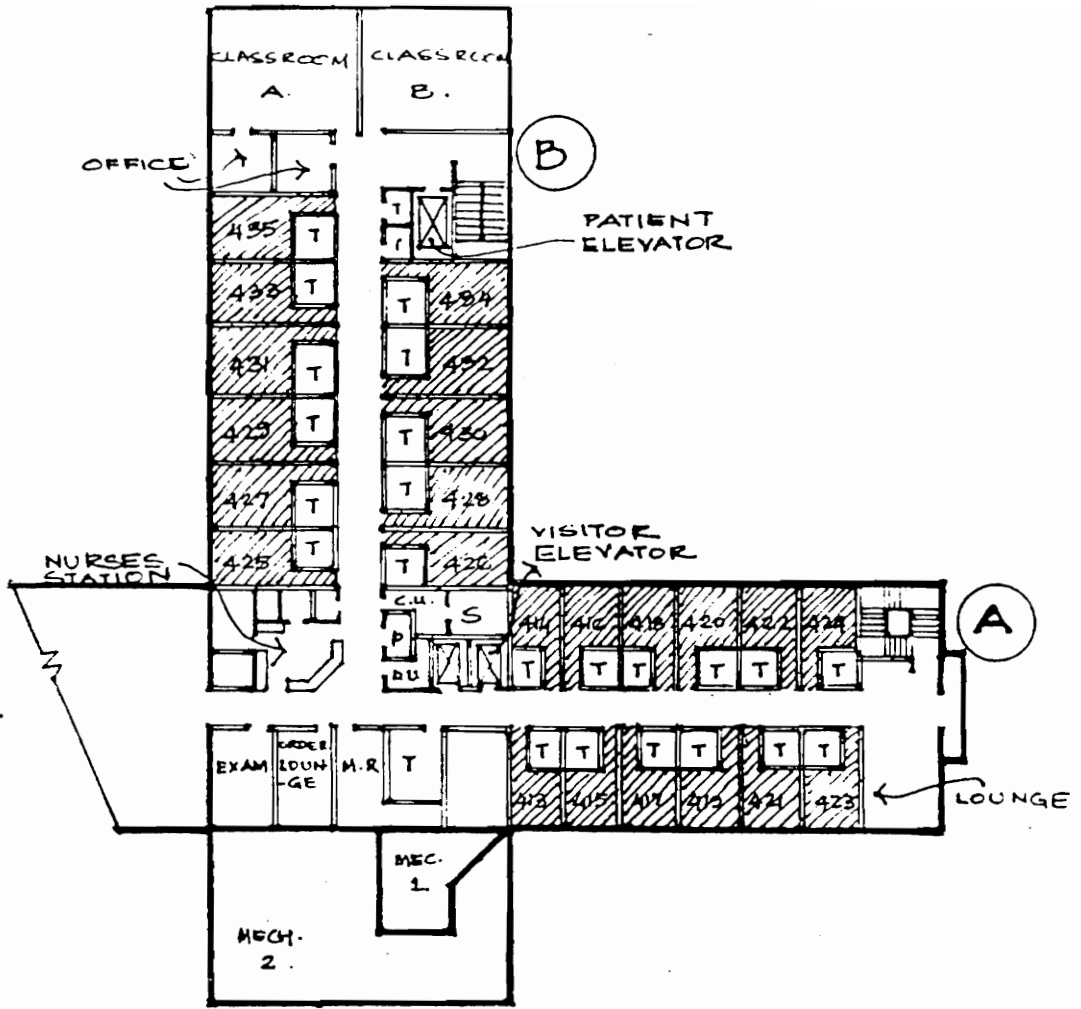 CLASSROOM
A.
CLASSROOM
B.
OFFICE
B
T
PATIENT
ELEVATOR
435
T
433
T
T
434
431
T
T
432
429
T
T
430
427
T
T
428
425
T
T
426
NURSES
STATION
VISITOR
ELEVATOR
C.U.
S
P
D.U.
414
416
418
420
422
424
T
T
T
T
T
T
A
EXAM
ORDER
LOUN
-GE
M.R
T
T
T
T
T
T
T
413
415
417
419
421
423
LOUNGE
MEC.
1
MECH.
2.